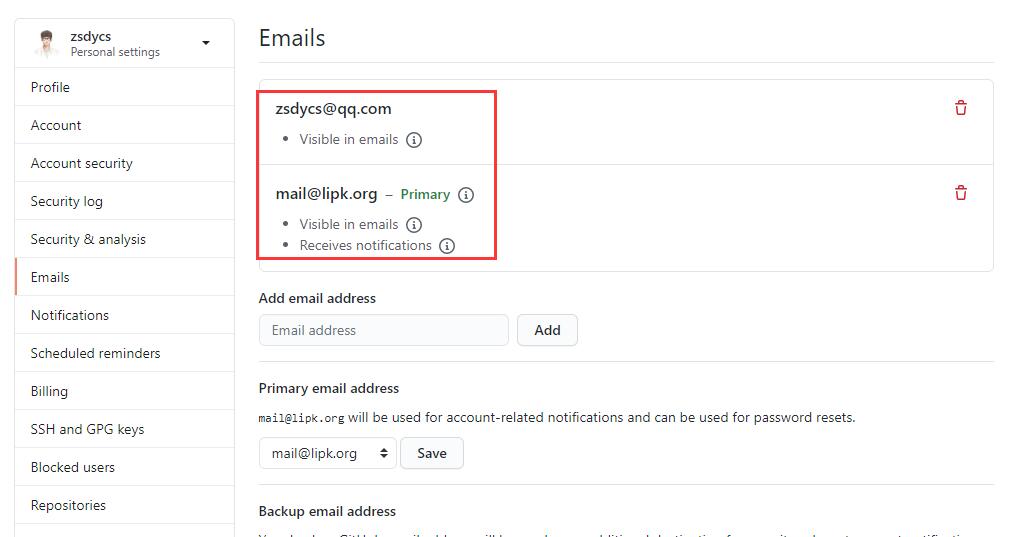 zsdycs
Personal settings
Profile
Account
Account security
Security log
Security & analysis
Emails
Notifications
Scheduled reminders
Billing
SSH and GPG keys
Blocked users
Repositories
Emails
zsdycs@qq.com
• Visible in emails
mail@lipk.org – Primary
• Visible in emails
• Receives notifications
Add email address
Email address Add
Primary email address
mail@lipk.org will be used for account-related notifications and can be used for password resets.
mail@lipk.org Save
Backup email address